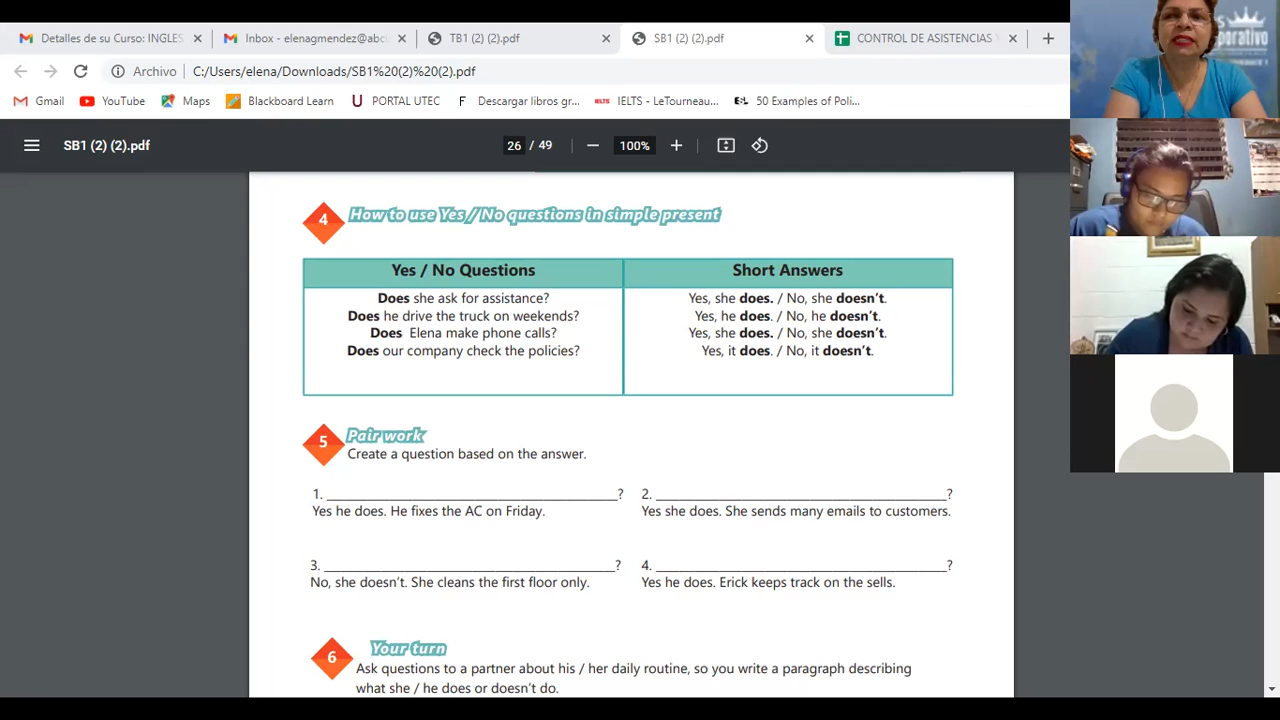 Detalles de su Curso: INGLES
Inbox - elenagmendez@abc
TB1 (2) (2).pdf
SB1 (2) (2).pdf
CONTROL DE ASISTENCIAS
Archivo
C:/Users/elena/Downloads/SB1%20(2)%20(2).pdf
Gmail
YouTube
Maps
Blackboard Learn
U PORTAL UTEC
F Descargar libros gr...
IELTS IELTS - LeTourneau...
ESL 50 Examples of Poli...
SB1 (2) (2).pdf
26 / 49
100%
4 How to use Yes / No questions in simple present
Yes / No Questions
Short Answers
Does she ask for assistance?
Yes, she does. / No, she doesn't.
Does he drive the truck on weekends?
Yes, he does. / No, he doesn't.
Does Elena make phone calls?
Yes, she does. / No, she doesn't.
Does our company check the policies?
Yes, it does. / No, it doesn't.
5 Pair work
Create a question based on the answer.
1. ______________________________________?
Yes he does. He fixes the AC on Friday.
2. ______________________________________?
Yes she does. She sends many emails to customers.
3. ______________________________________?
No, she doesn't. She cleans the first floor only.
4. ______________________________________?
Yes he does. Erick keeps track on the sells.
6 Your turn
Ask questions to a partner about his / her daily routine, so you write a paragraph describing
what she / he does or doesn't do.